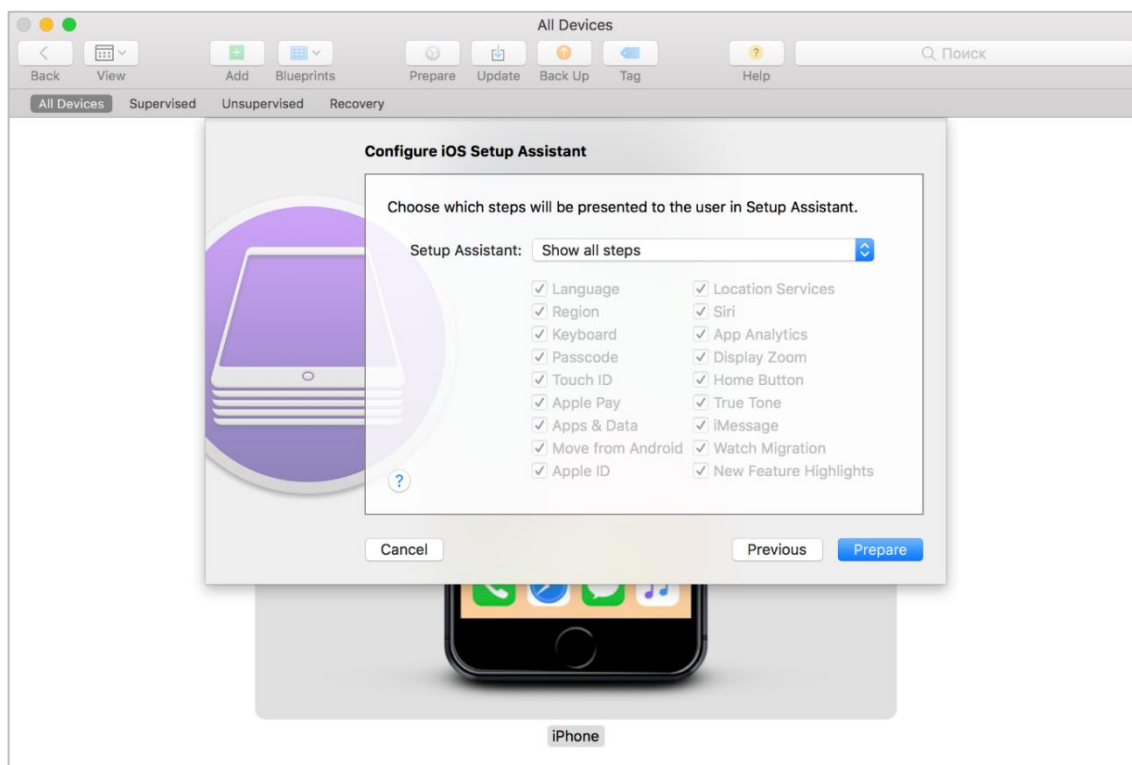 All Devices
Back View Add Blueprints Prepare Update Back Up Tag ? Help Поиск
All Devices Supervised Unsupervised Recovery
Configure iOS Setup Assistant
Choose which steps will be presented to the user in Setup Assistant.
Setup Assistant: Show all steps
Language Location Services
Region Siri
Keyboard App Analytics
Passcode Display Zoom
Touch ID Home Button
Apple Pay True Tone
Apps & Data iMessage
Move from Android Watch Migration
Apple ID New Feature Highlights
?
Cancel Previous Prepare
iPhone